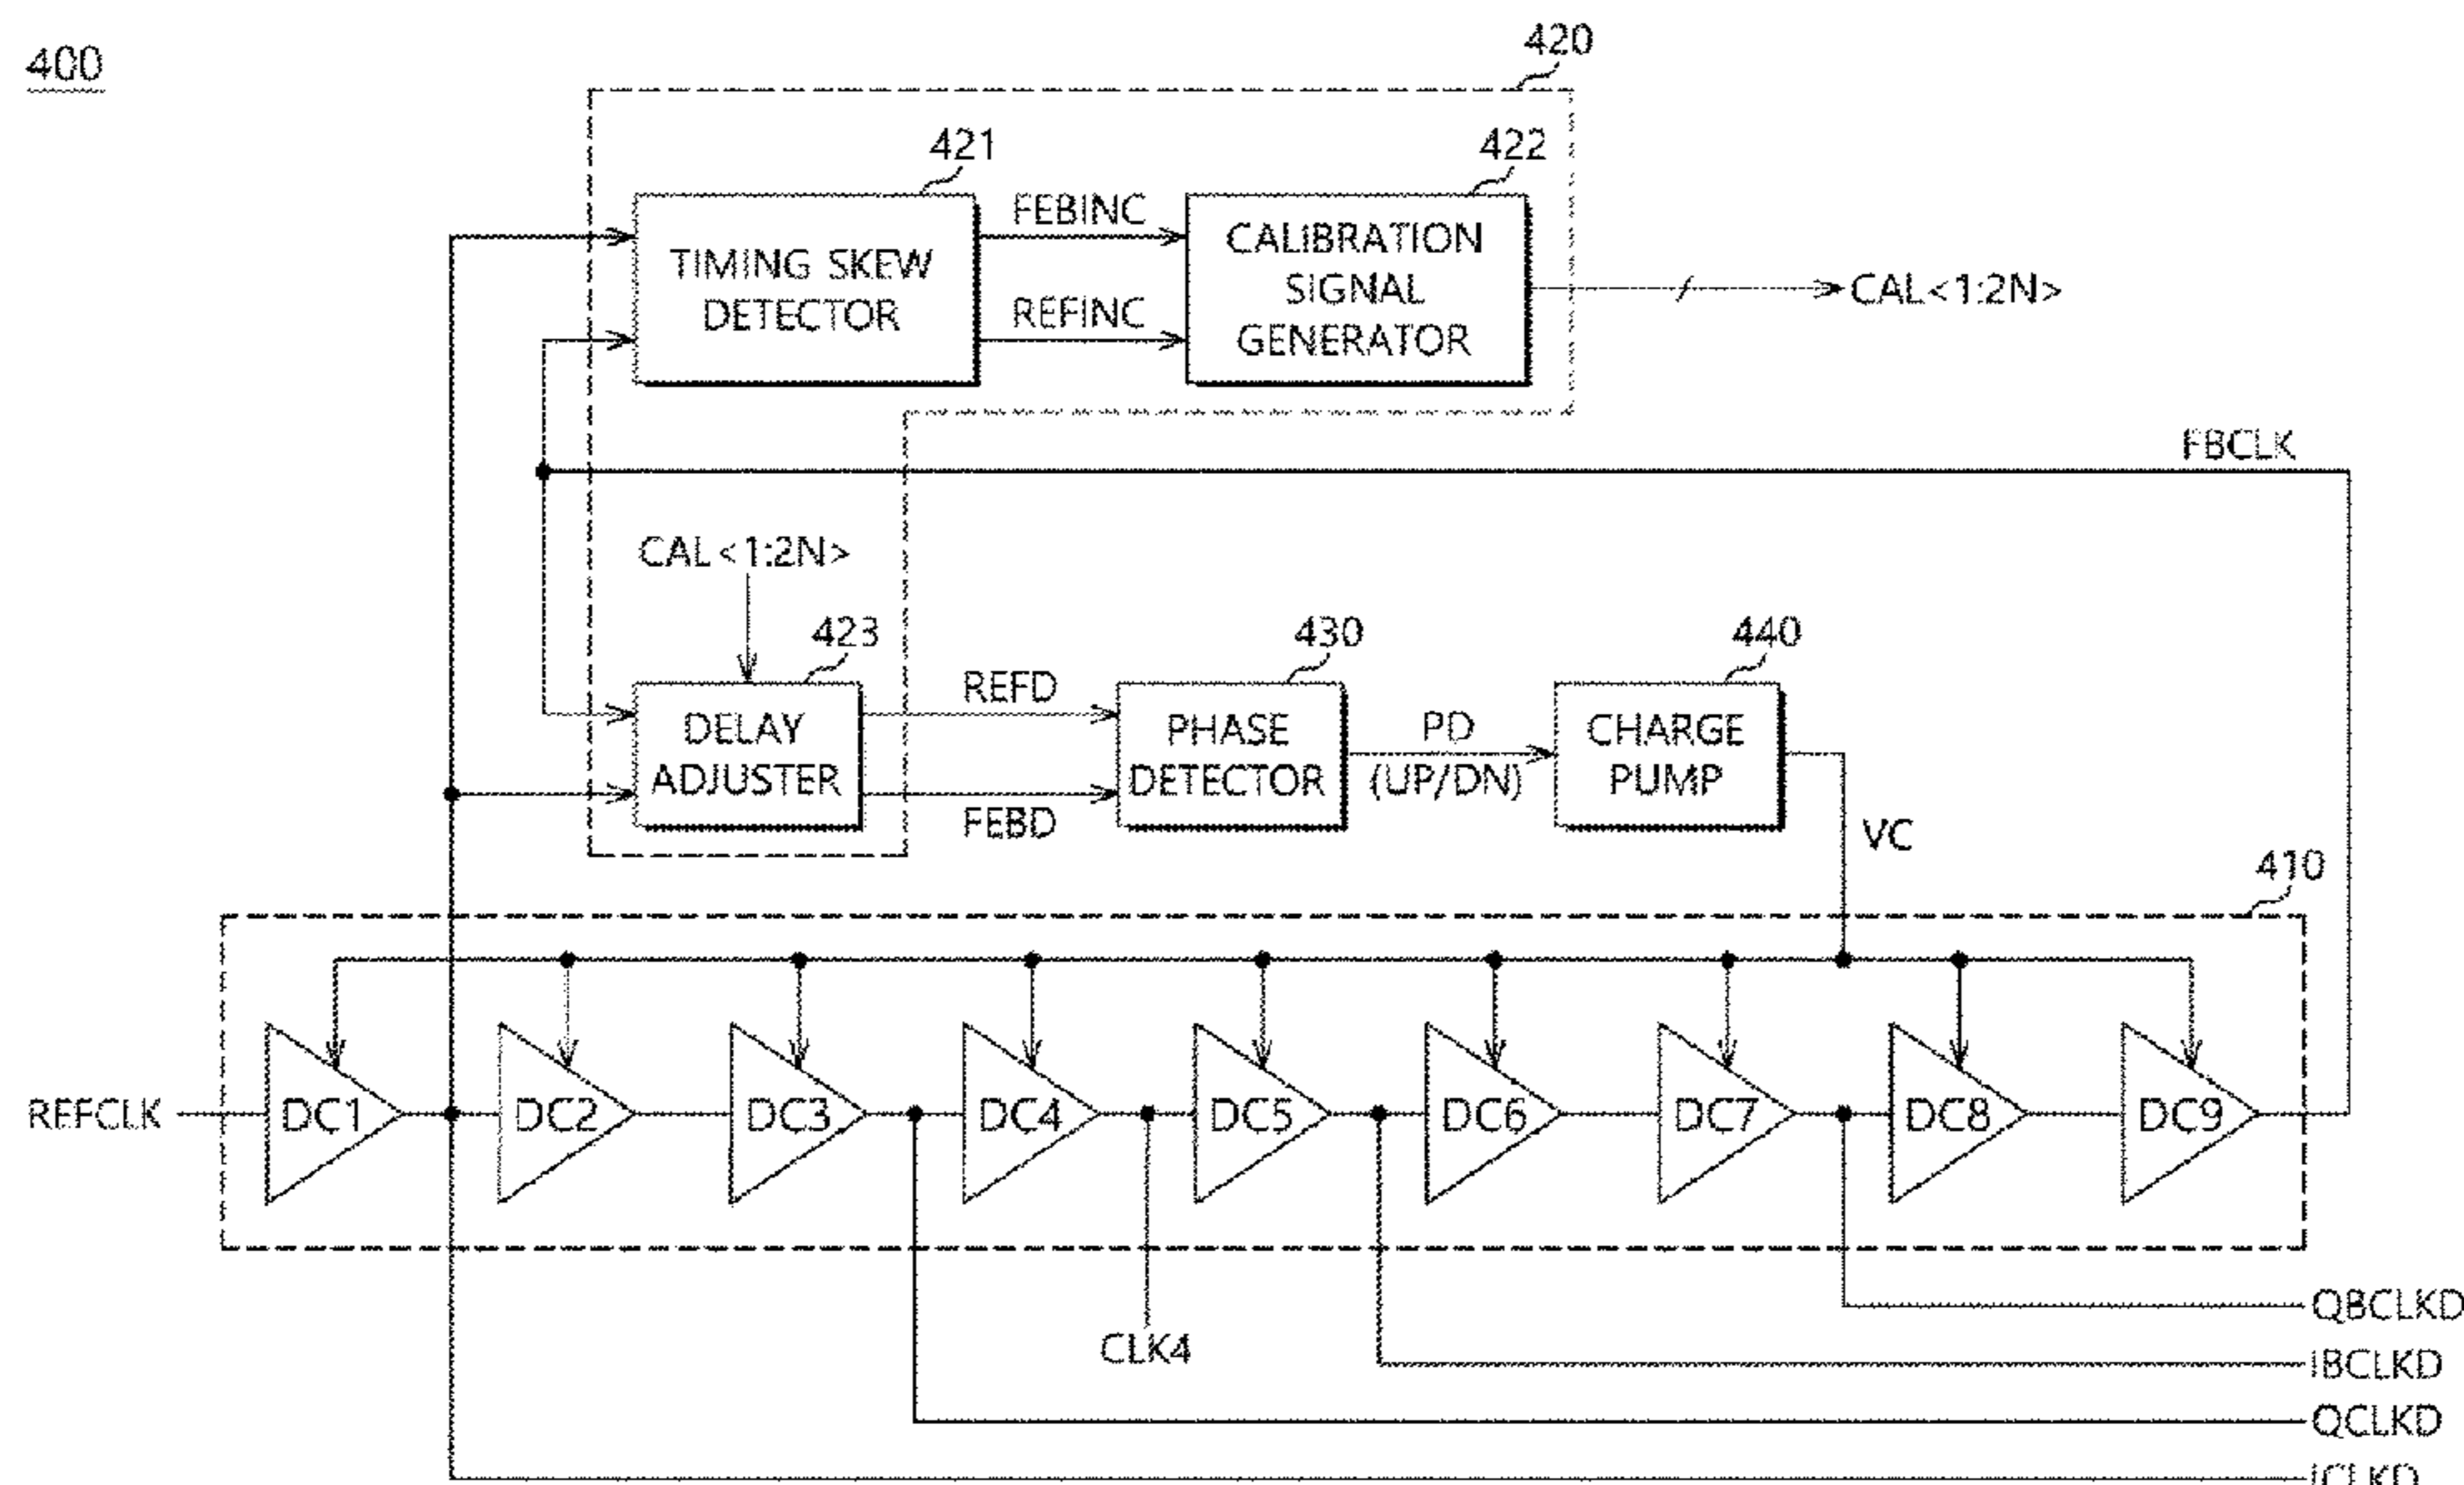 400
420
421
422
TIMING SKEW
DETECTOR
FEBINC
REFINC
CALIBRATION
SIGNAL
GENERATOR
CAL<1:2N>
FBCLK
CAL<1:2N>
423
430
440
DELAY
ADJUSTER
REFD
FEBD
PHASE
DETECTOR
PD
(UP/DN)
CHARGE
PUMP
VC
410
REFCLK
DC1
DC2
DC3
DC4
DC5
DC6
DC7
DC8
DC9
CLK4
QBCLKD
IBCLKD
QCLKD
ICLKD